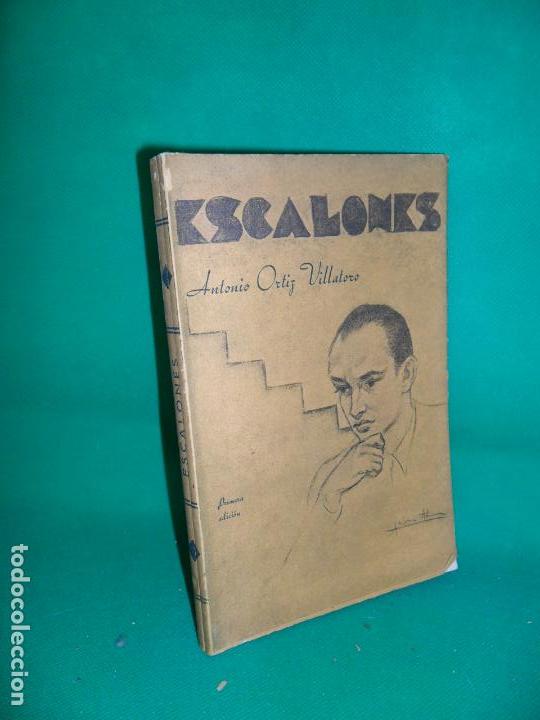 ESCALONES
Antonio Ortiz Villatoro
Primera
edición
ESCALONES
todocoleccion